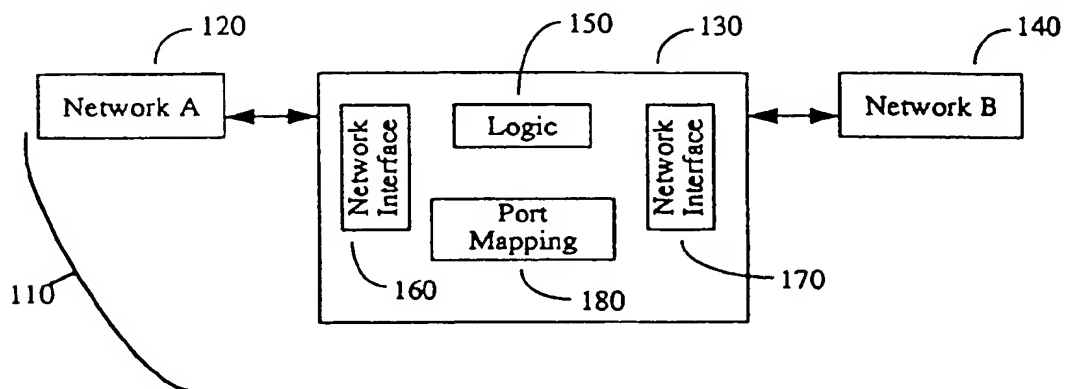 120
150
130
140
Network A
Network
Interface
Logic
Port
Mapping
Network
Interface
Network B
110
160
180
170